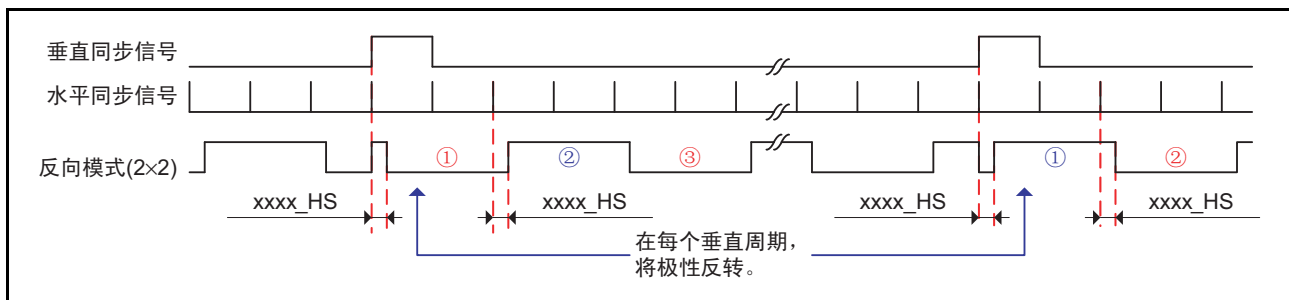 垂直同步信号
水平同步信号
反向模式(2×2) ① ② ③ ① ②
xxxx_HS xxxx_HS xxxx_HS xxxx_HS
在每个垂直周期，
将极性反转。